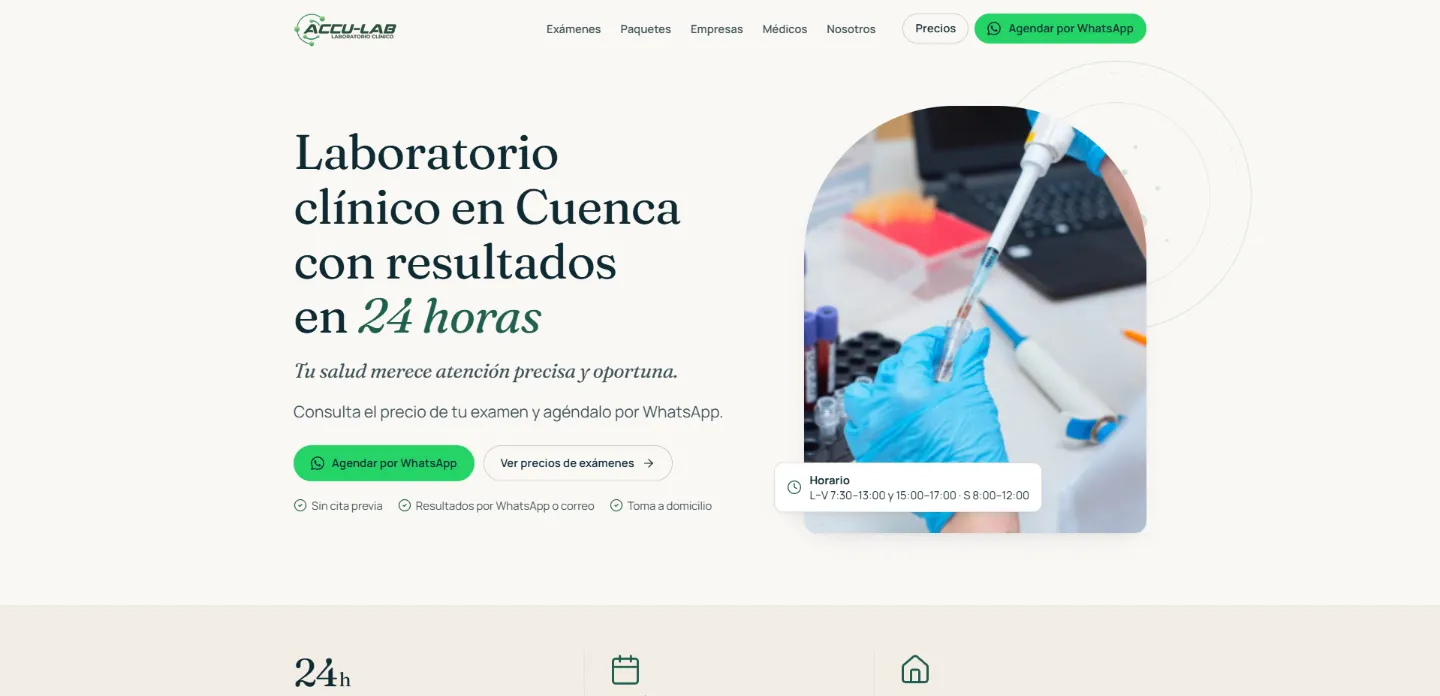 ACCU-LAB
LABORATORIO CLÍNICO
Exámenes
Paquetes
Empresas
Médicos
Nosotros
Precios
Agendar por WhatsApp
Laboratorio
clínico en Cuenca
con resultados
en 24 horas
Tu salud merece atención precisa y oportuna.
Consulta el precio de tu examen y agéndalo por WhatsApp.
Agendar por WhatsApp
Ver precios de exámenes
Sin cita previa
Resultados por WhatsApp o correo
Toma a domicilio
Horario
L–V 7:30–13:00 y 15:00–17:00 · S 8:00–12:00
24h